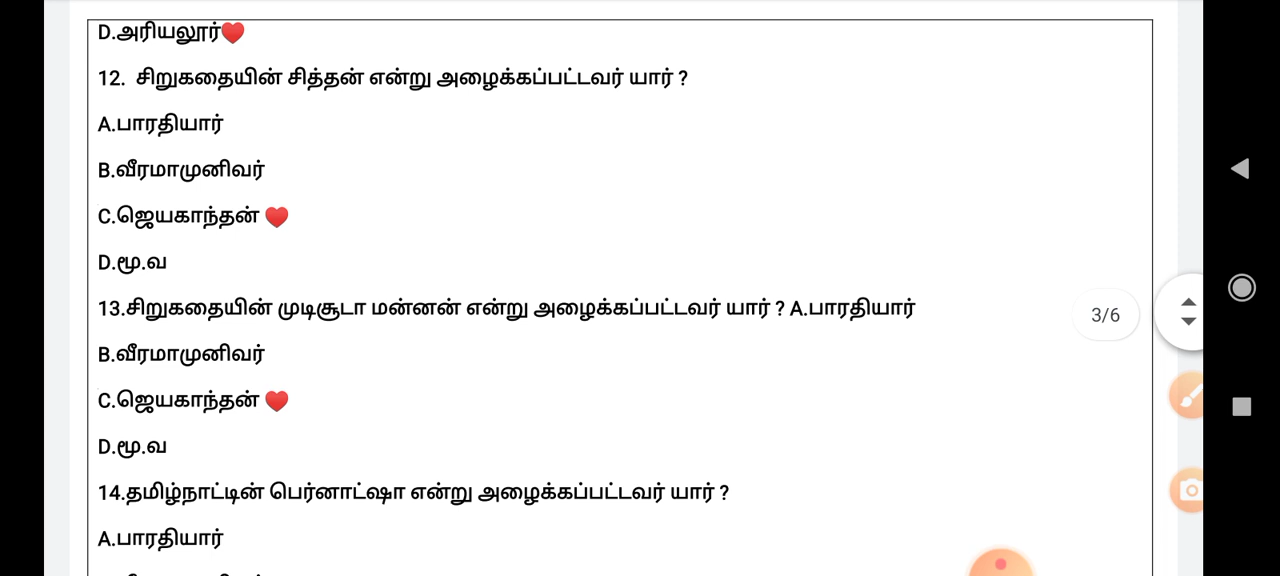 D.அரியலூர்❤️
12. சிறுகதையின் சித்தன் என்று அழைக்கப்பட்டவர் யார் ?
A.பாரதியார்
B.வீரமாமுனிவர்
C.ஜெயகாந்தன் ❤️
D.மூ.வ
13.சிறுகதையின் முடிசூடா மன்னன் என்று அழைக்கப்பட்டவர் யார் ? A.பாரதியார்
B.வீரமாமுனிவர்
C.ஜெயகாந்தன் ❤️
D.மூ.வ
14.தமிழ்நாட்டின் பெர்னாட்ஷா என்று அழைக்கப்பட்டவர் யார் ?
A.பாரதியார்
3/6